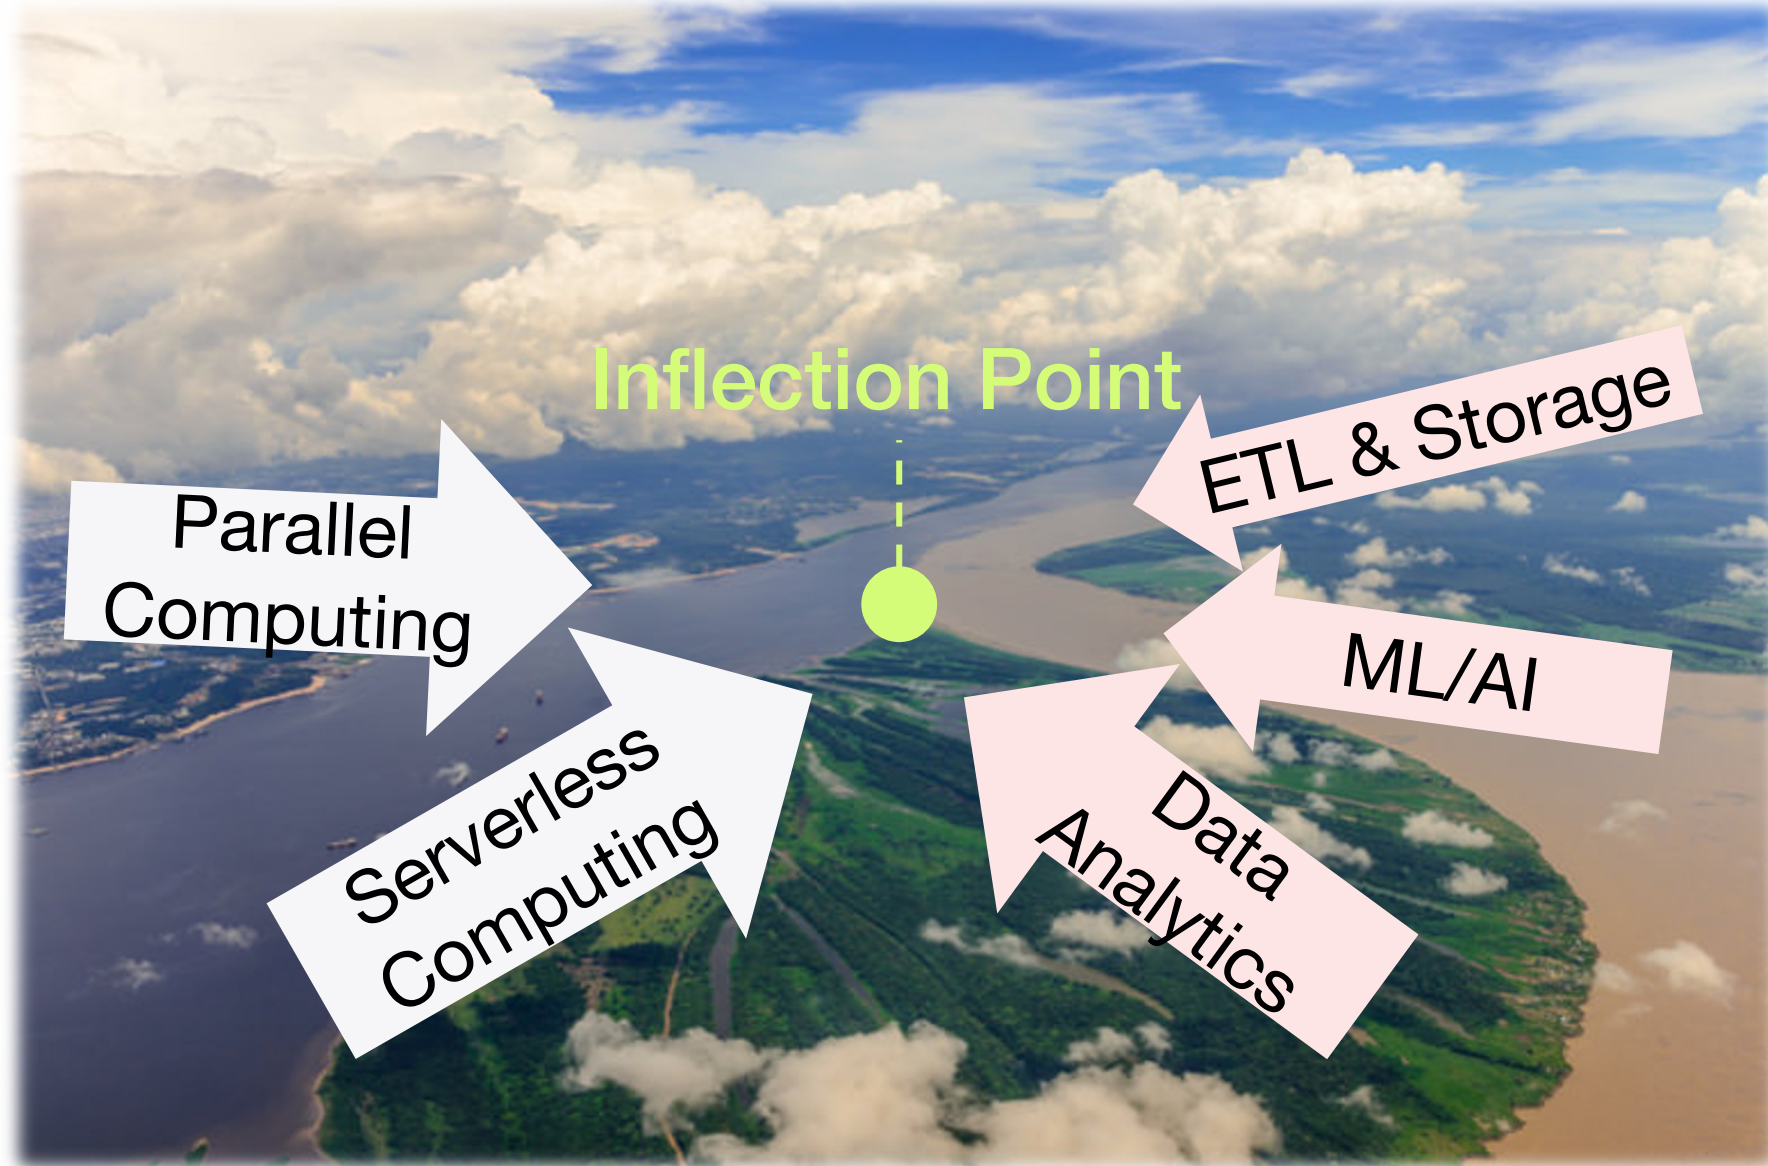 Inflection Point
ETL & Storage
Parallel
Computing
ML/AI
Serverless
Computing
Data
Analytics